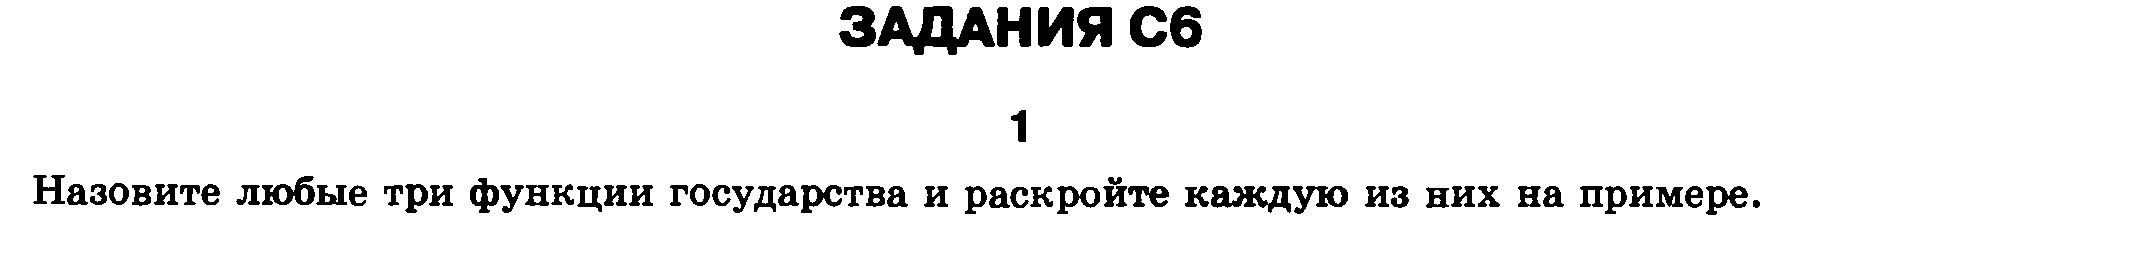 ЗАДАНИЯ С6
1
Назовите любые три функции государства и раскройте каждую из них на примере.